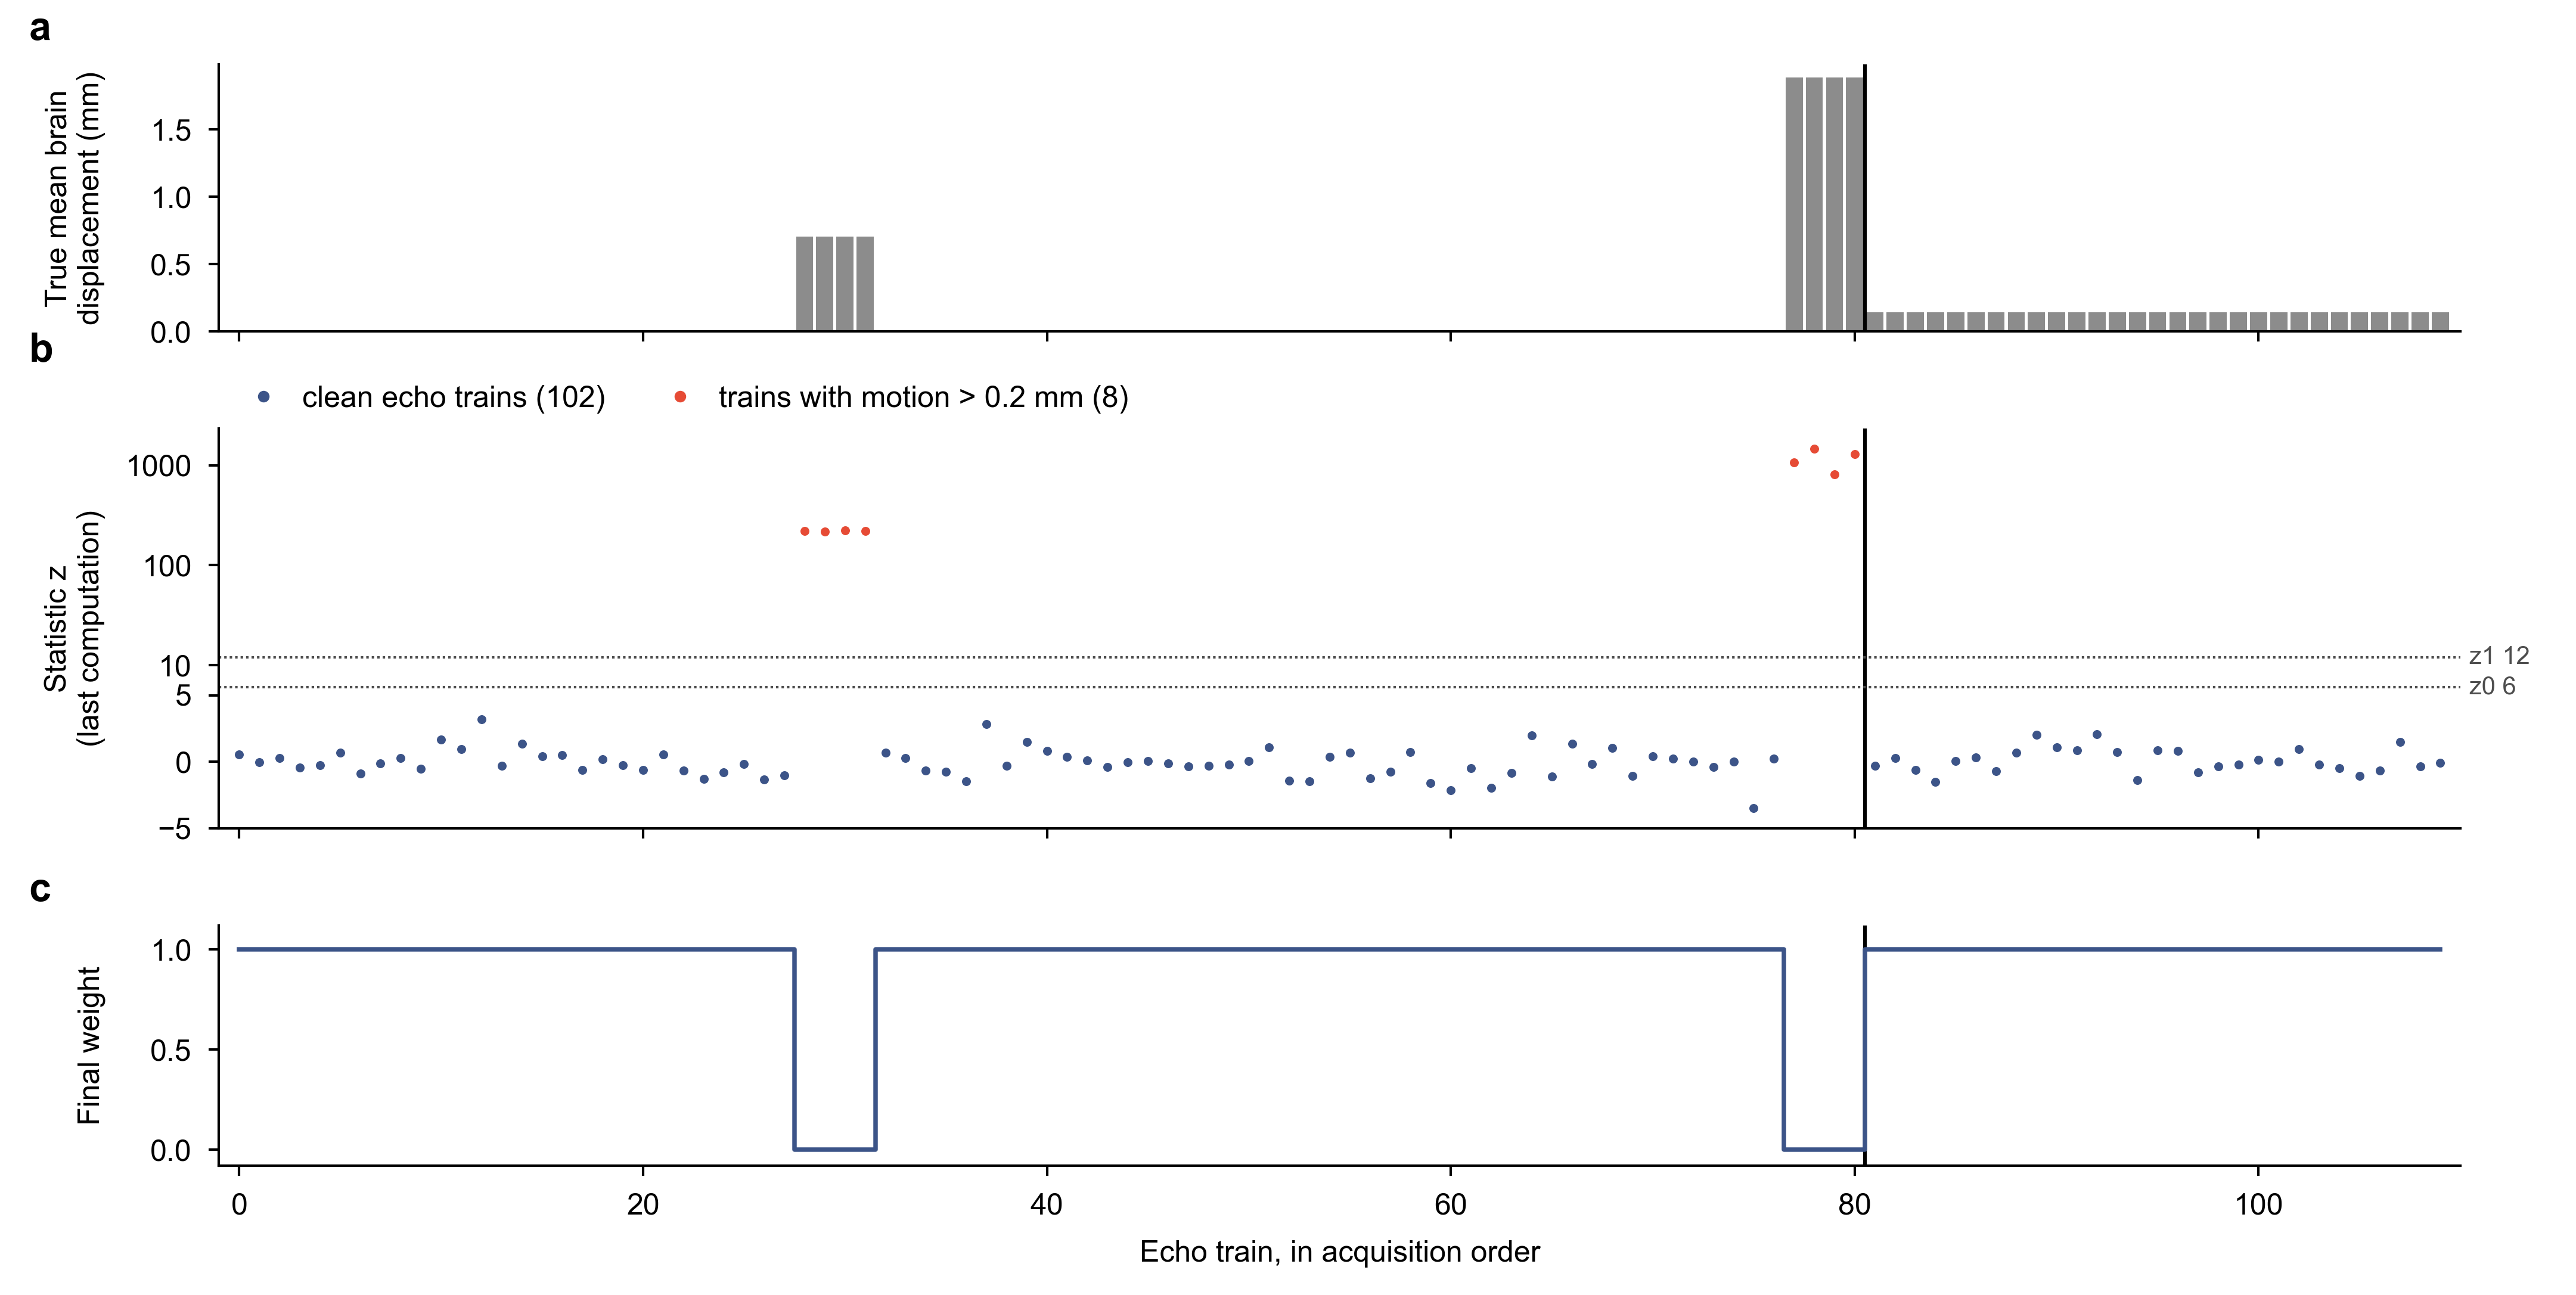 a
True mean brain
displacement (mm)
1.5
1.0
0.5
0.0
b
clean echo trains (102)
trains with motion > 0.2 mm (8)
Statistic z
(last computation)
1000
100
10
5
0
−5
z1 12
z0 6
c
Final weight
1.0
0.5
0.0
0 20 40 60 80 100
Echo train, in acquisition order